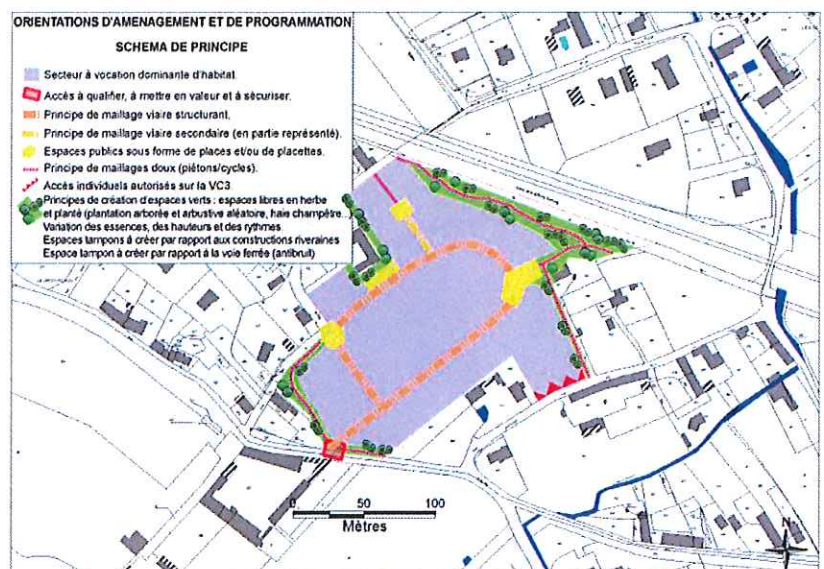 ORIENTATIONS D'AMENAGEMENT ET DE PROGRAMMATION
SCHEMA DE PRINCIPE
Secteur à vocation dominante d'habitat.
Accès à qualifier, à mettre en valeur et à sécuriser.
Principe de maillage viaire structurant.
Principe de maillage viaire secondaire (en partie représenté).
Espaces publics sous forme de places et/ou de placettes.
Principe de maillages doux (piétons/cycles).
Accès individuels autorisés sur la VC3.
Principes de création d'espaces verts : espaces libres en herbe
et planté (plantation arborée et arbustive aléatoire, haie champêtre...)
Variation des essences, des hauteurs et des rythmes.
Espaces tampons à créer par rapport aux constructions riveraines
Espace tampon à créer par rapport à la voie ferrée (antibruit)
0 50 100
Mètres
N